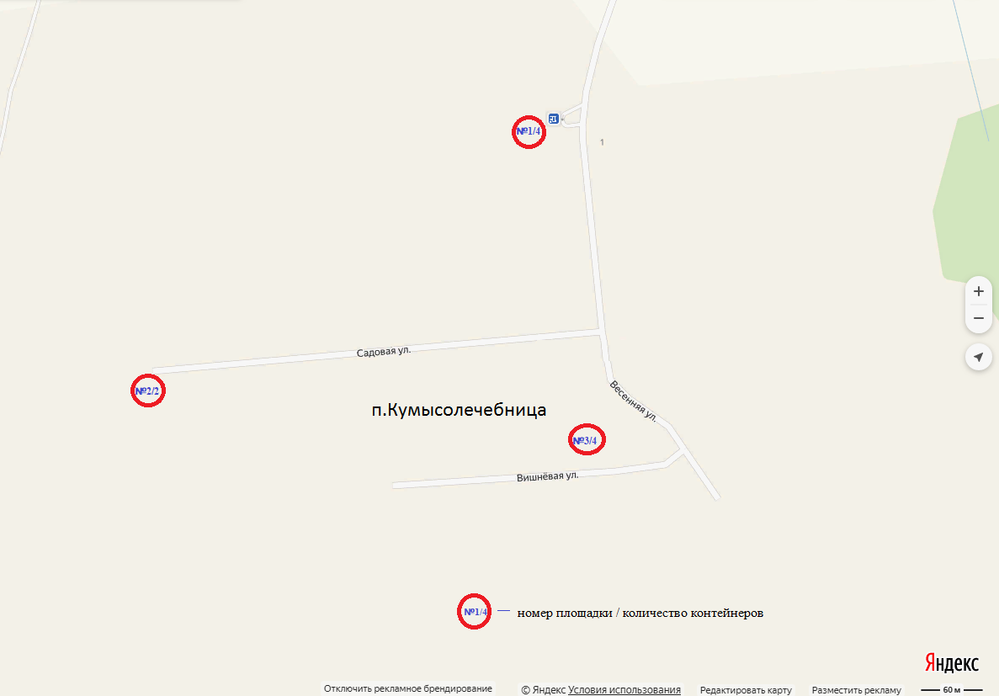 №1/4
1
Садовая ул.
№2/2
Весенняя ул.
п.Кумысолечебница
№3/4
Вишнёвая ул.
№1/4 — номер площадки / количество контейнеров
Яндекс
Отключить рекламное брендирование © Яндекс Условия использования Редактировать карту Разместить рекламу 60 м